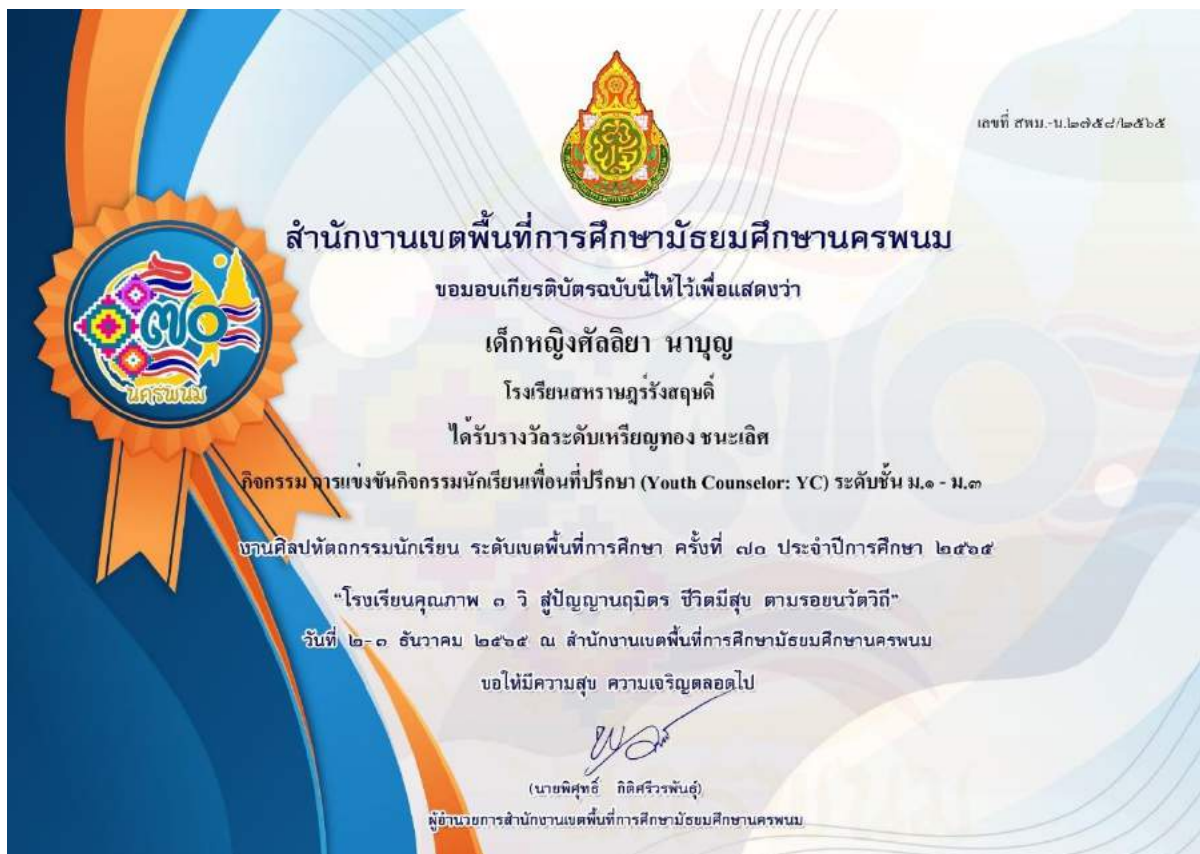 เลขที่ สพม.-น.๒๗๕๘/๒๕๖๕
สำนักงานเขตพื้นที่การศึกษามัธยมศึกษานครพนม
ขอมอบเกียรติบัตรฉบับนี้ให้ไว้เพื่อแสดงว่า
เด็กหญิงศัลลิยา นาบุญ
โรงเรียนสหราษฎร์รังสฤษดิ์
ได้รับรางวัลระดับเหรียญทอง ชนะเลิศ
กิจกรรม การแข่งขันกิจกรรมนักเรียนเพื่อนที่ปรึกษา (Youth Counselor: YC) ระดับชั้น ม.๑ - ม.๓
งานศิลปหัตถกรรมนักเรียน ระดับเขตพื้นที่การศึกษา ครั้งที่ ๗๐ ประจำปีการศึกษา ๒๕๖๕
"โรงเรียนคุณภาพ ๓ วิ สู่ปัญญานฤมิตร ชีวิตมีสุข ตามรอยนวัตวิถี"
วันที่ ๒-๓ ธันวาคม ๒๕๖๕ ณ สำนักงานเขตพื้นที่การศึกษามัธยมศึกษานครพนม
ขอให้มีความสุข ความเจริญตลอดไป
(นายพิศุทธิ์ กิติศรีวรพันธุ์)
ผู้อำนวยการสำนักงานเขตพื้นที่การศึกษามัธยมศึกษานครพนม
๗๐
นครพนม